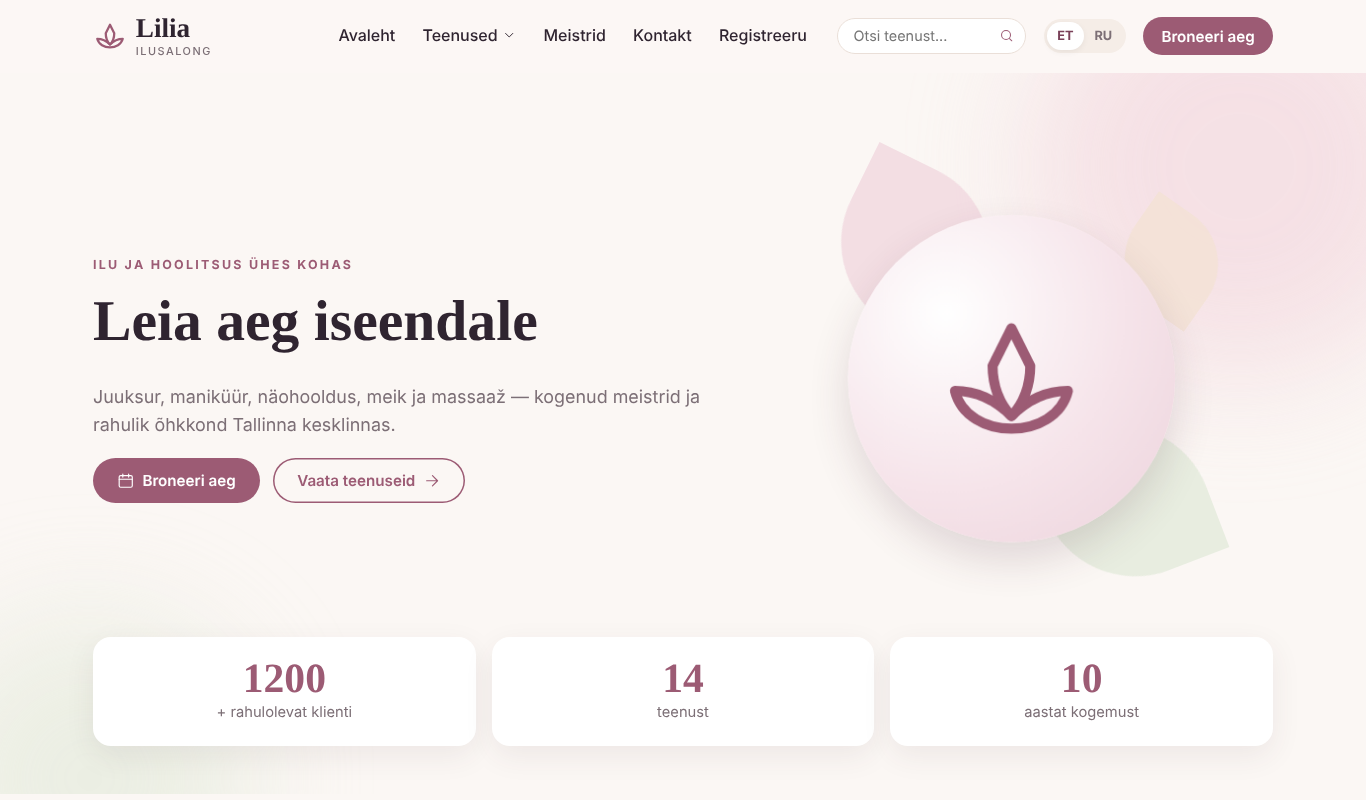 Lilia
ILUSALONG
Avaleht
Teenused
Meistrid
Kontakt
Registreeru
Otsi teenust...
ET
RU
Broneeri aeg
ILU JA HOOLITSUS ÜHES KOHAS
Leia aeg iseendale
Juuksur, maniküür, näohooldus, meik ja massaaž — kogenud meistrid ja
rahulik õhkkond Tallinna kesklinnas.
Broneeri aeg
Vaata teenuseid
1200
+ rahulolevat klienti
14
teenust
10
aastat kogemust